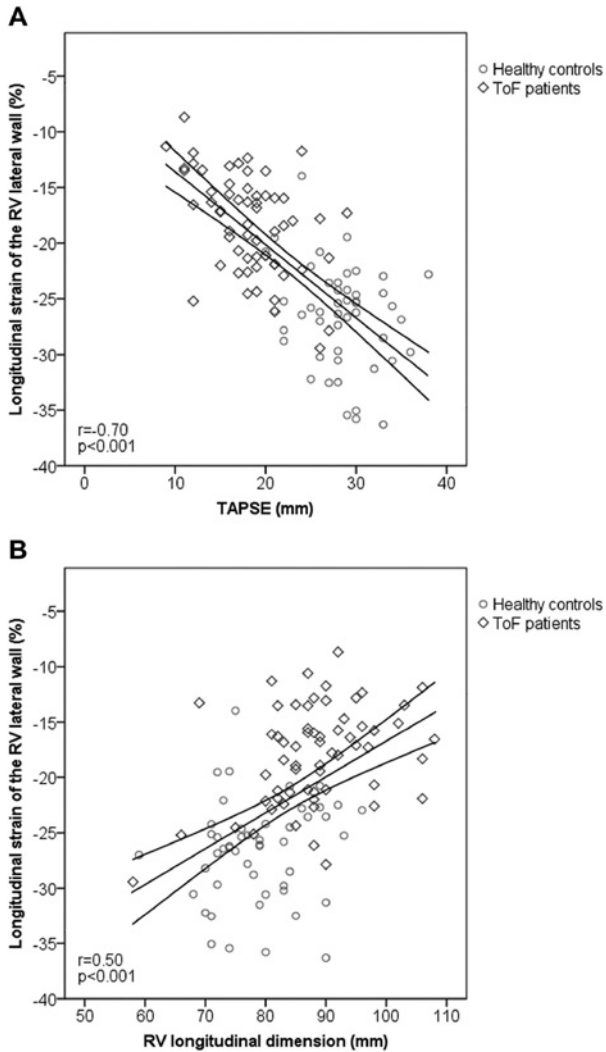 A
Longitudinal strain of the RV lateral wall (%)
-5
-10
-15
-20
-25
-30
-35
-40
r=-0.70
p<0.001
0
10
20
30
40
TAPSE (mm)
Healthy controls
ToF patients
B
Longitudinal strain of the RV lateral wall (%)
-5
-10
-15
-20
-25
-30
-35
-40
r=0.50
p<0.001
50
60
70
80
90
100
110
RV longitudinal dimension (mm)
Healthy controls
ToF patients